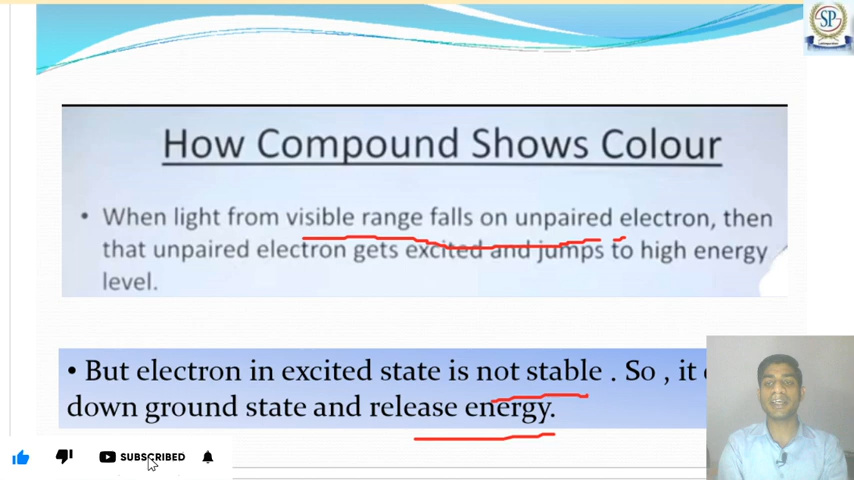 SP
How Compound Shows Colour
• When light from visible range falls on unpaired electron, then
that unpaired electron gets excited and jumps to high energy
level.
• But electron in excited state is not stable . So , it
down ground state and release energy.
SUBSCRIBED